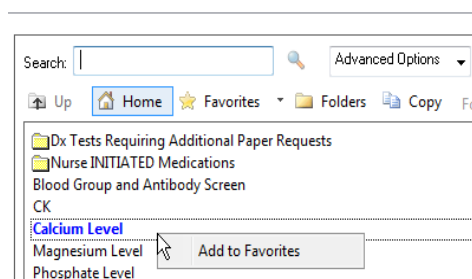 Search: Advanced Options
Up Home Favorites Folders Copy
Dx Tests Requiring Additional Paper Requests
Nurse INITIATED Medications
Blood Group and Antibody Screen
CK
Calcium Level
Magnesium Level Add to Favorites
Phosphate Level